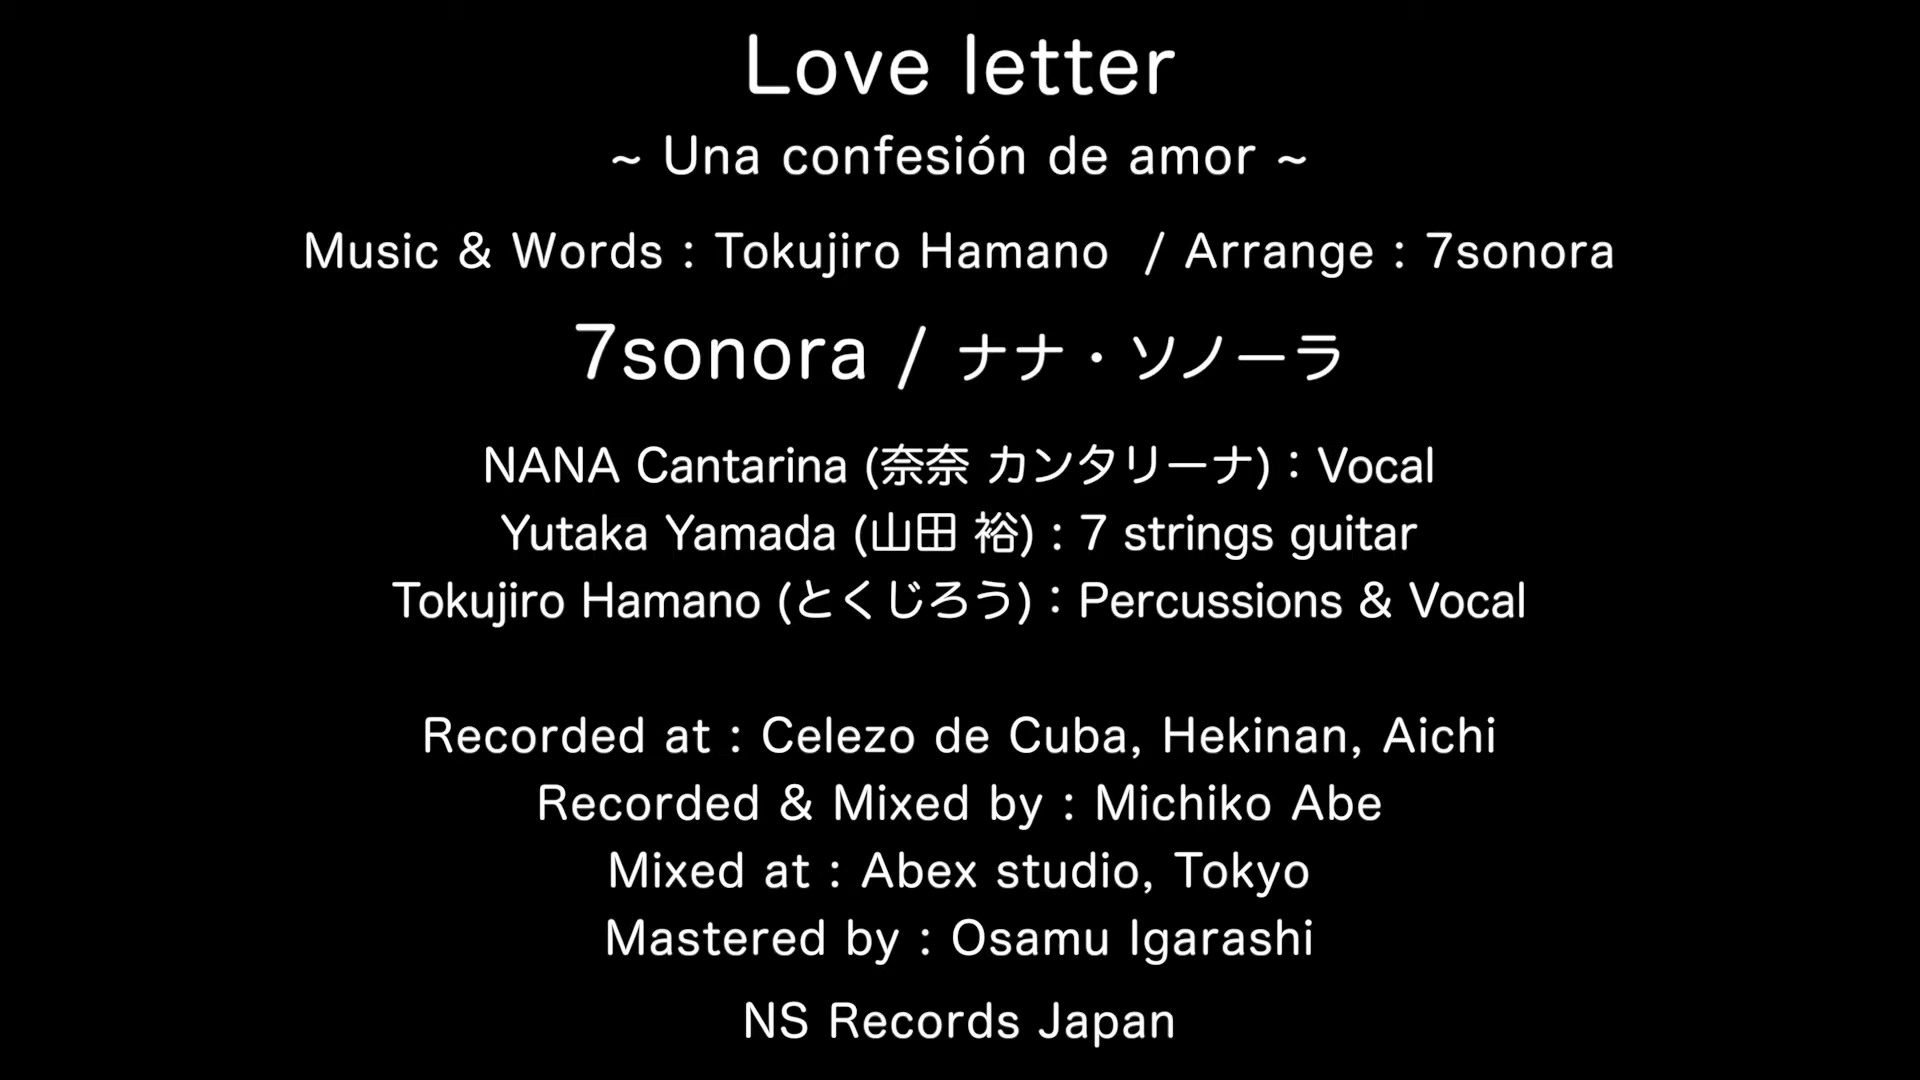 Love letter
~ Una confesión de amor ~
Music & Words : Tokujiro Hamano / Arrange : 7sonora
7sonora / ナナ・ソノーラ
NANA Cantarina (奈奈 カンタリーナ)：Vocal
Yutaka Yamada (山田 裕) : 7 strings guitar
Tokujiro Hamano (とくじろう)：Percussions & Vocal
Recorded at : Celezo de Cuba, Hekinan, Aichi
Recorded & Mixed by : Michiko Abe
Mixed at : Abex studio, Tokyo
Mastered by : Osamu Igarashi
NS Records Japan